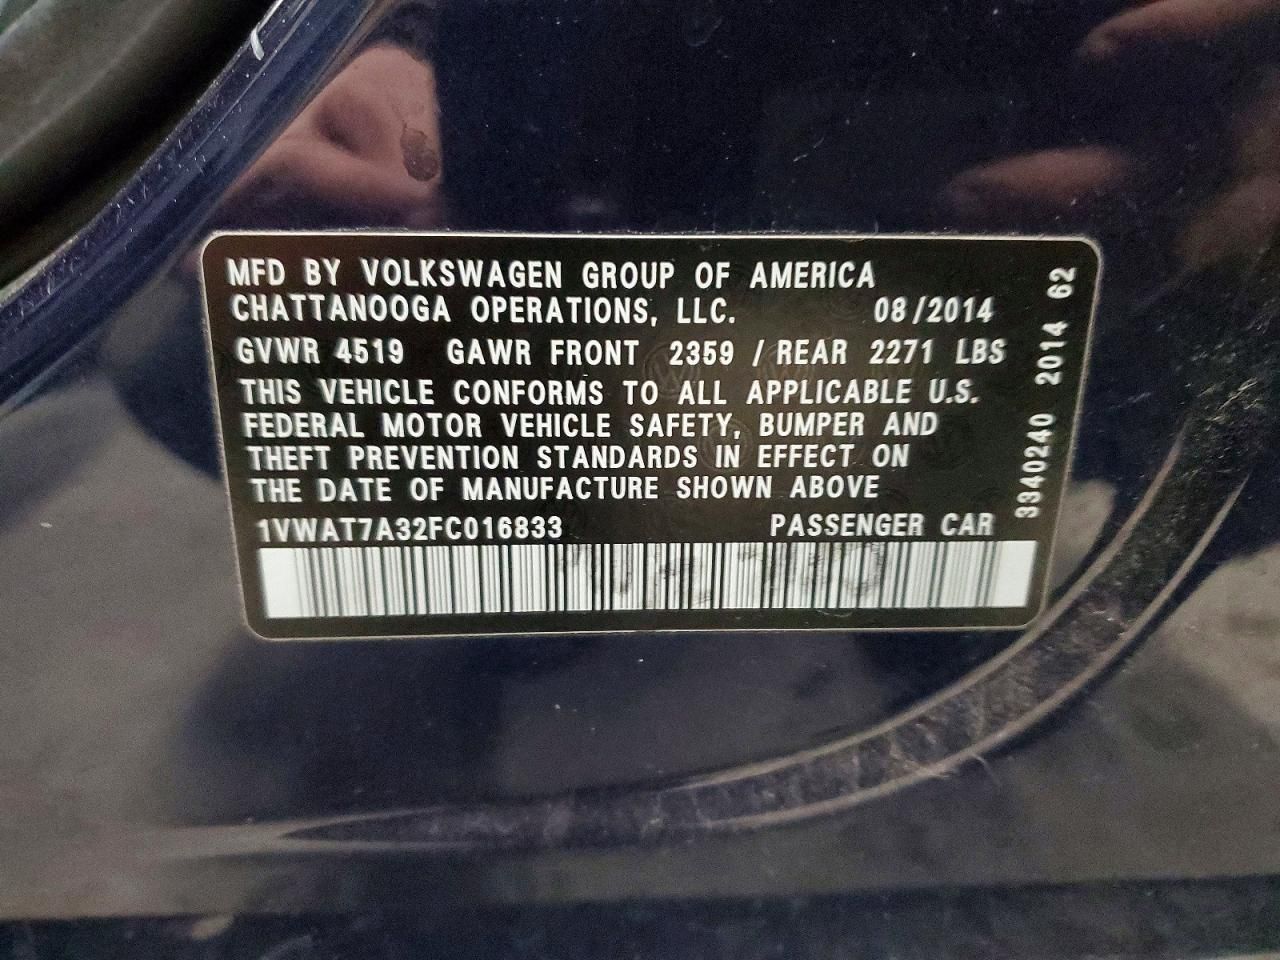 MFD BY VOLKSWAGEN GROUP OF AMERICA
CHATTANOOGA OPERATIONS, LLC. 08/2014
GVWR 4519 GAWR FRONT 2359 / REAR 2271 LBS
THIS VEHICLE CONFORMS TO ALL APPLICABLE U.S.
FEDERAL MOTOR VEHICLE SAFETY, BUMPER AND
THEFT PREVENTION STANDARDS IN EFFECT ON
THE DATE OF MANUFACTURE SHOWN ABOVE
1VWAT7A32FC016833 PASSENGER CAR
3340240 2014 62